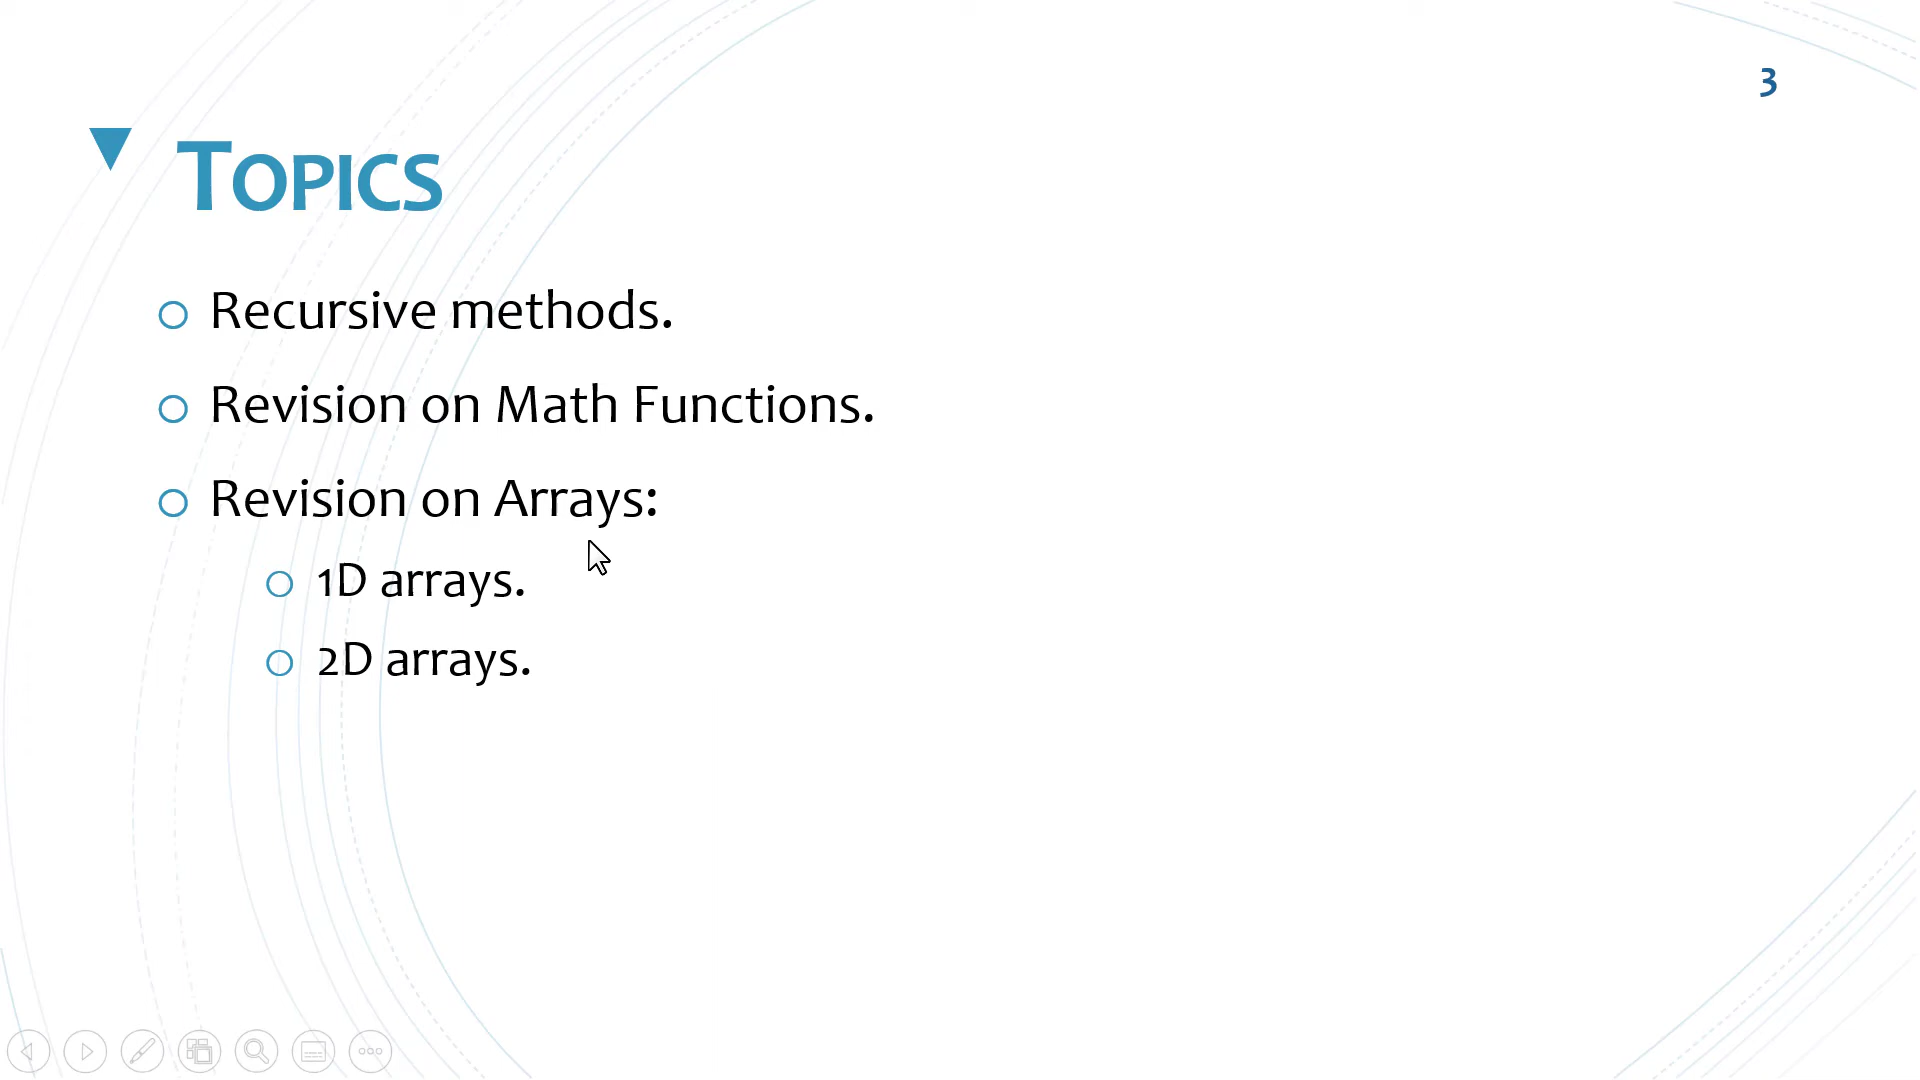 3
Topics
Recursive methods.
Revision on Math Functions.
Revision on Arrays:
1D arrays.
2D arrays.